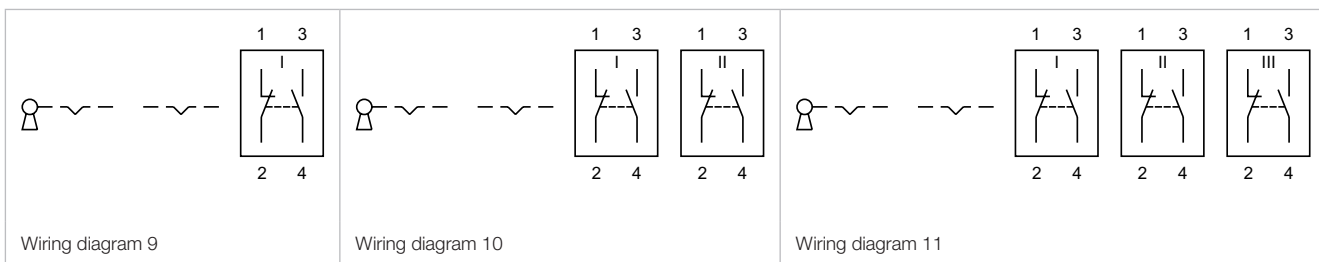 1 3 1 3 1 3 1 3 1 3 1 3
I I II I II III
2 4 2 4 2 4 2 4 2 4 2 4
Wiring diagram 9 Wiring diagram 10 Wiring diagram 11